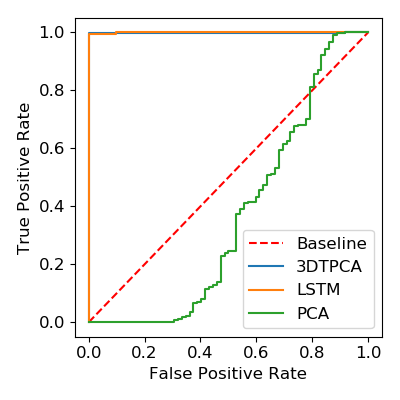 1.0
0.8
0.6
0.4
0.2
0.0
True Positive Rate
Baseline
3DTPCA
LSTM
PCA
0.0 0.2 0.4 0.6 0.8 1.0
False Positive Rate